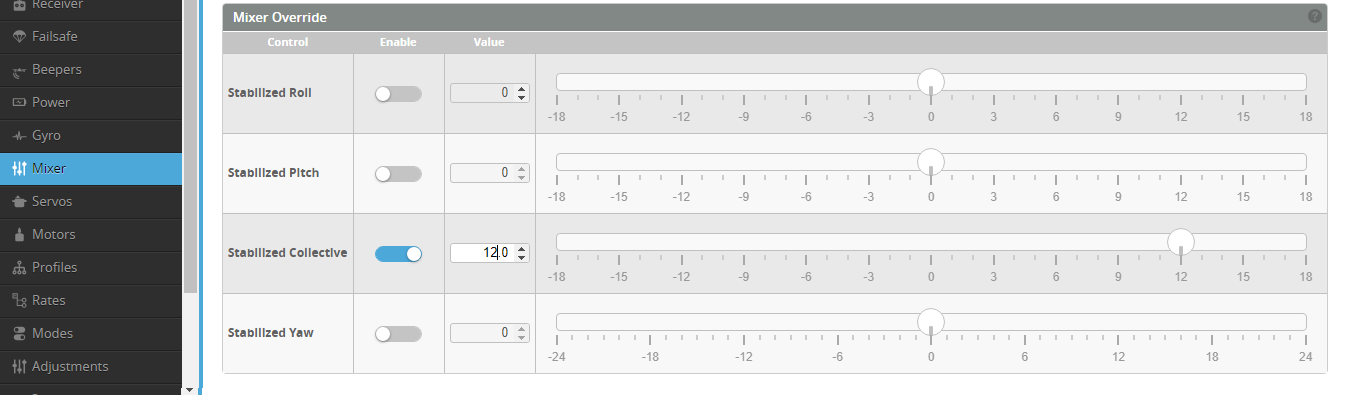 Receiver
Failsafe
Beepers
Power
Gyro
Mixer
Servos
Motors
Profiles
Rates
Modes
Adjustments
Mixer Override
?
Control Enable Value
Stabilized Roll 0
-18 -15 -12 -9 -6 -3 0 3 6 9 12 15 18
Stabilized Pitch 0
-18 -15 -12 -9 -6 -3 0 3 6 9 12 15 18
Stabilized Collective 12.0
-18 -15 -12 -9 -6 -3 0 3 6 9 12 15 18
Stabilized Yaw 0
-24 -18 -12 -6 0 6 12 18 24